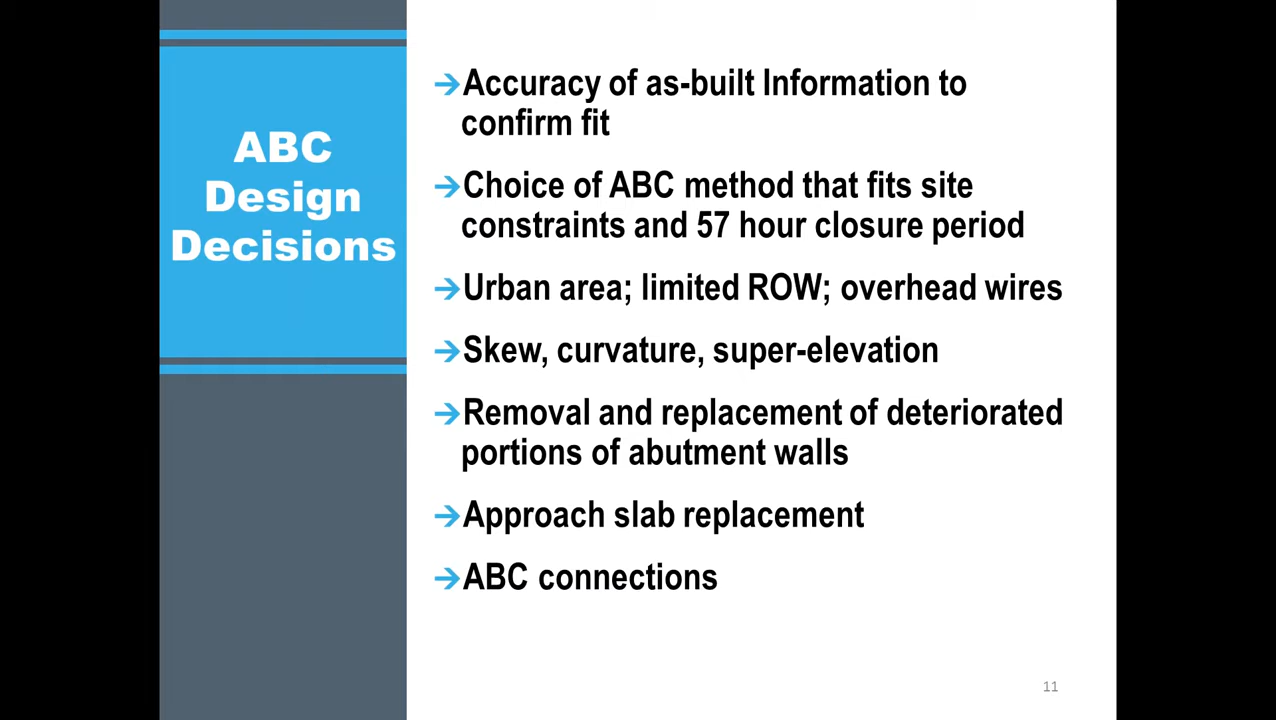 ABC
Design
Decisions
→Accuracy of as-built Information to
confirm fit
→Choice of ABC method that fits site
constraints and 57 hour closure period
→Urban area; limited ROW; overhead wires
→Skew, curvature, super-elevation
→Removal and replacement of deteriorated
portions of abutment walls
→Approach slab replacement
→ABC connections
11